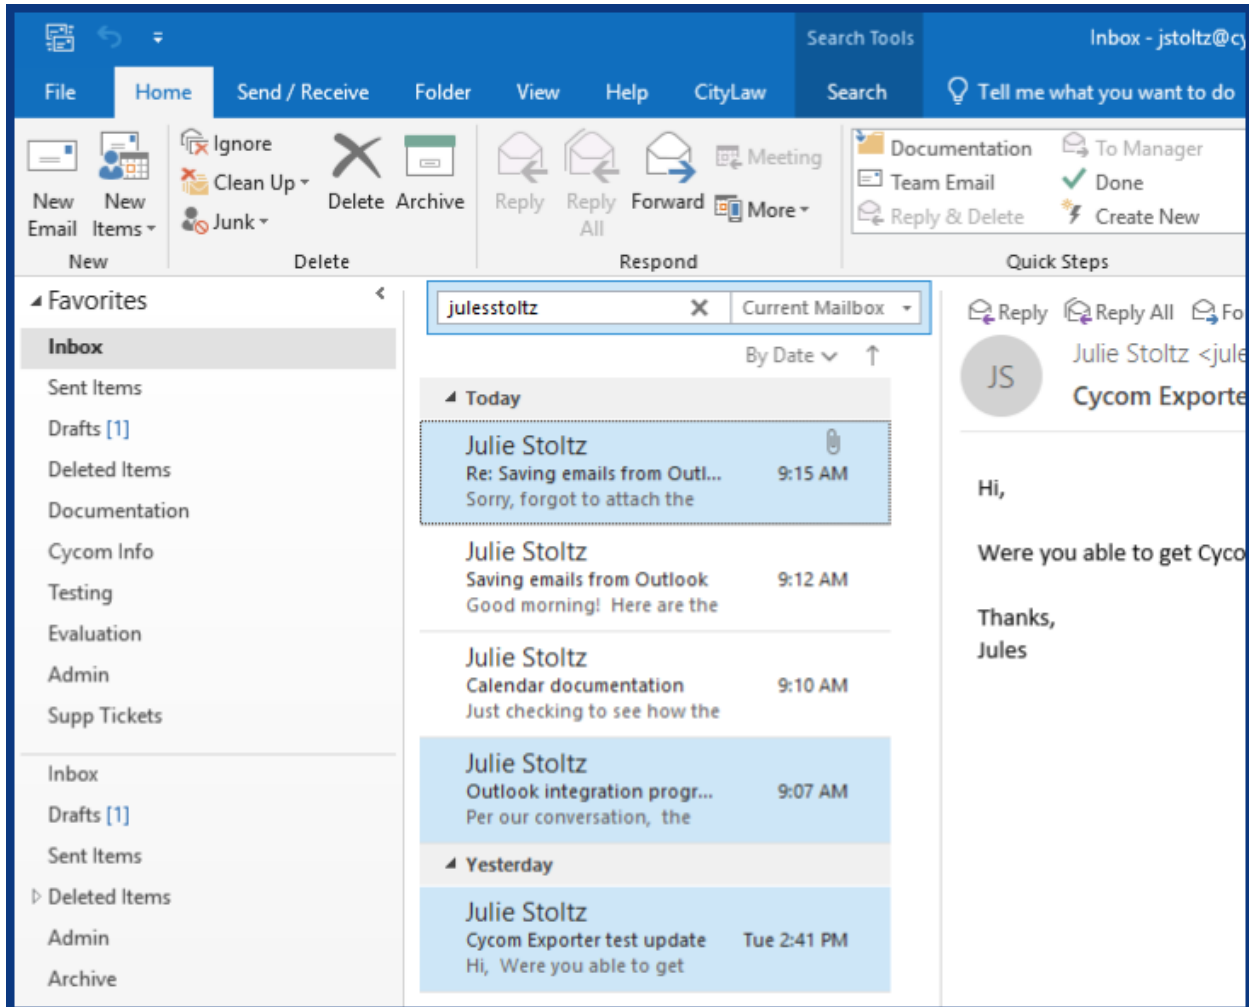 Search Tools
Inbox - jstoltz@cy
File Home Send / Receive Folder View Help CityLaw Search Tell me what you want to do
New Email
New Items
Ignore
Clean Up
Junk
Delete
Archive
Reply
Reply All
Forward
Meeting
More
Documentation
Team Email
Reply & Delete
To Manager
Done
Create New
New Delete Respond Quick Steps
Favorites
Inbox
Sent Items
Drafts [1]
Deleted Items
Documentation
Cycom Info
Testing
Evaluation
Admin
Supp Tickets
Inbox
Drafts [1]
Sent Items
Deleted Items
Admin
Archive
julesstoltz
Current Mailbox
By Date
Today
Julie Stoltz
Re: Saving emails from Outl... 9:15 AM
Sorry, forgot to attach the
Julie Stoltz
Saving emails from Outlook 9:12 AM
Good morning! Here are the
Julie Stoltz
Calendar documentation 9:10 AM
Just checking to see how the
Julie Stoltz
Outlook integration progr... 9:07 AM
Per our conversation, the
Yesterday
Julie Stoltz
Cycom Exporter test update Tue 2:41 PM
Hi, Were you able to get
Reply Reply All Fo
JS
Julie Stoltz <jule
Cycom Exporte
Hi,
Were you able to get Cyco
Thanks,
Jules